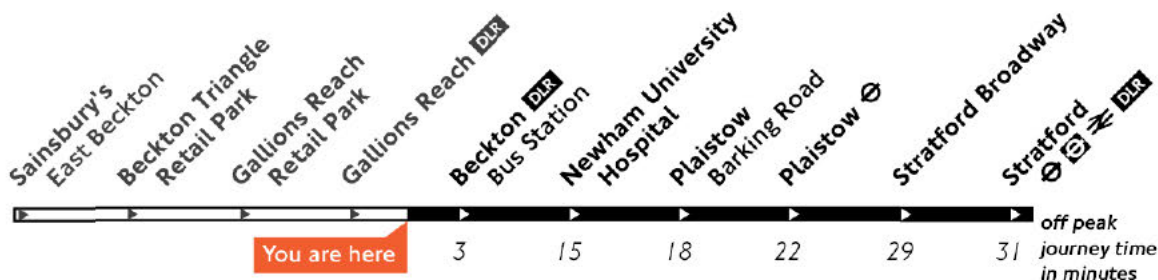 Sainsbury's
East Beckton
Beckton Triangle
Retail Park
Gallions Reach
Retail Park
Gallions Reach DLR
Beckton DLR
Bus Station
Newham University
Hospital
Plaistow
Barking Road
Plaistow
Stratford Broadway
Stratford
DLR
You are here
3 15 18 22 29 31
off peak
journey time
in minutes